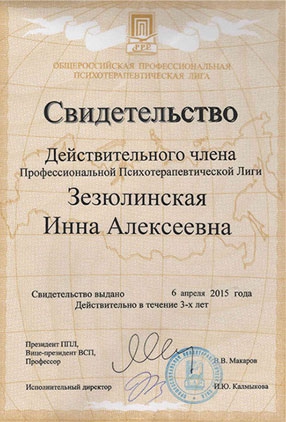 ППЛ
ОБЩЕРОССИЙСКАЯ ПРОФЕССИОНАЛЬНАЯ
ПСИХОТЕРАПЕВТИЧЕСКАЯ ЛИГА
Свидетельство
Действительного члена
Профессиональной Психотерапевтической Лиги
Зезюлинская
Инна Алексеевна
Свидетельство выдано 6 апреля 2015 года
Действительно в течение 3-х лет
Президент ППЛ,
Вице-президент ВСП,
Профессор В.В. Макаров
Исполнительный директор И.Ю. Калмыкова